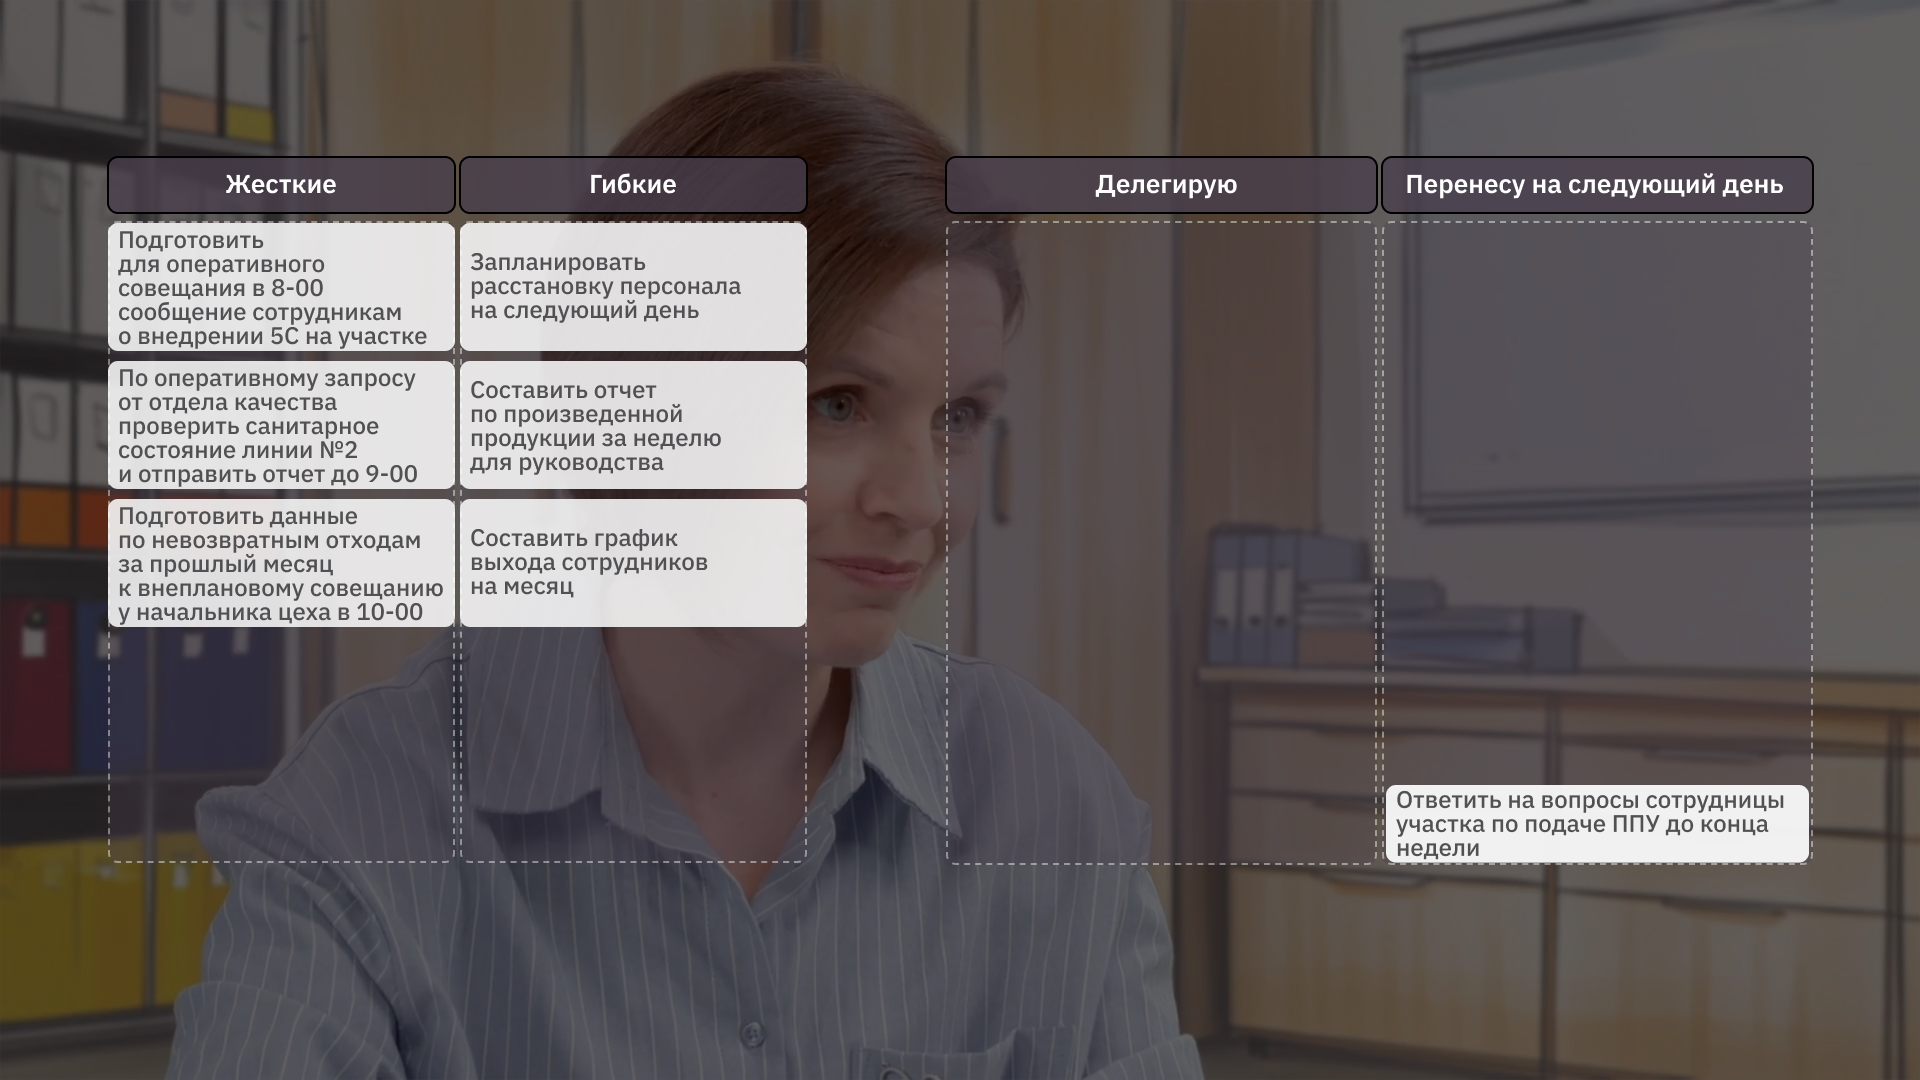 Жесткие
Подготовить
для оперативного
совещания в 8-00
сообщение сотрудникам
о внедрении 5С на участке
По оперативному запросу
от отдела качества
проверить санитарное
состояние линии №2
и отправить отчет до 9-00
Подготовить данные
по невозвратным отходам
за прошлый месяц
к внеплановому совещанию
у начальника цеха в 10-00
Гибкие
Запланировать
расстановку персонала
на следующий день
Составить отчет
по произведенной
продукции за неделю
для руководства
Составить график
выхода сотрудников
на месяц
Делегирую
Перенесу на следующий день
Ответить на вопросы сотрудницы
участка по подаче ППУ до конца
недели